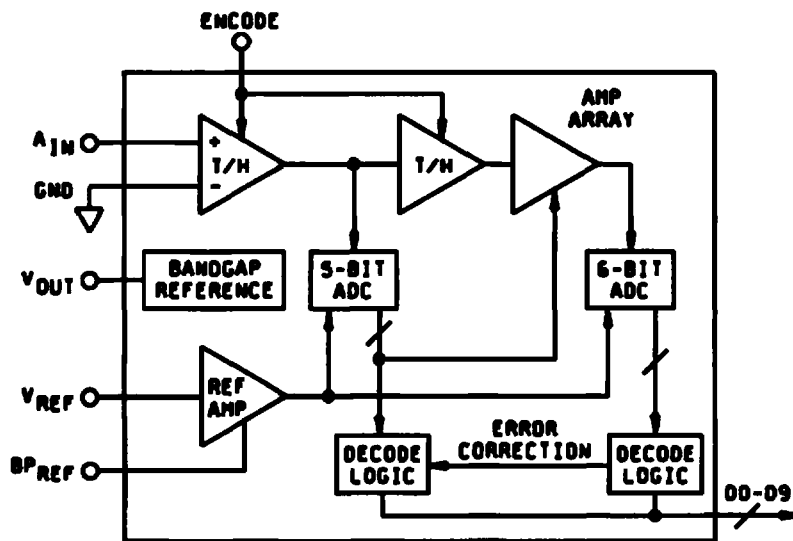 ENCODE
AMP
ARRAY
AIN
+
T/H
-
T/H
GND
VOUT
BANDGAP
REFERENCE
5-BIT
ADC
6-BIT
ADC
VREF
REF
AMP
BPREF
DECODE
LOGIC
ERROR
CORRECTION
DECODE
LOGIC
D0-D9